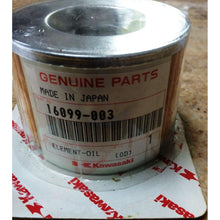 GENUINE PARTS
MADE IN JAPAN
16099-003
ELEMENT-OIL
1
Kawasaki
Kawasaki